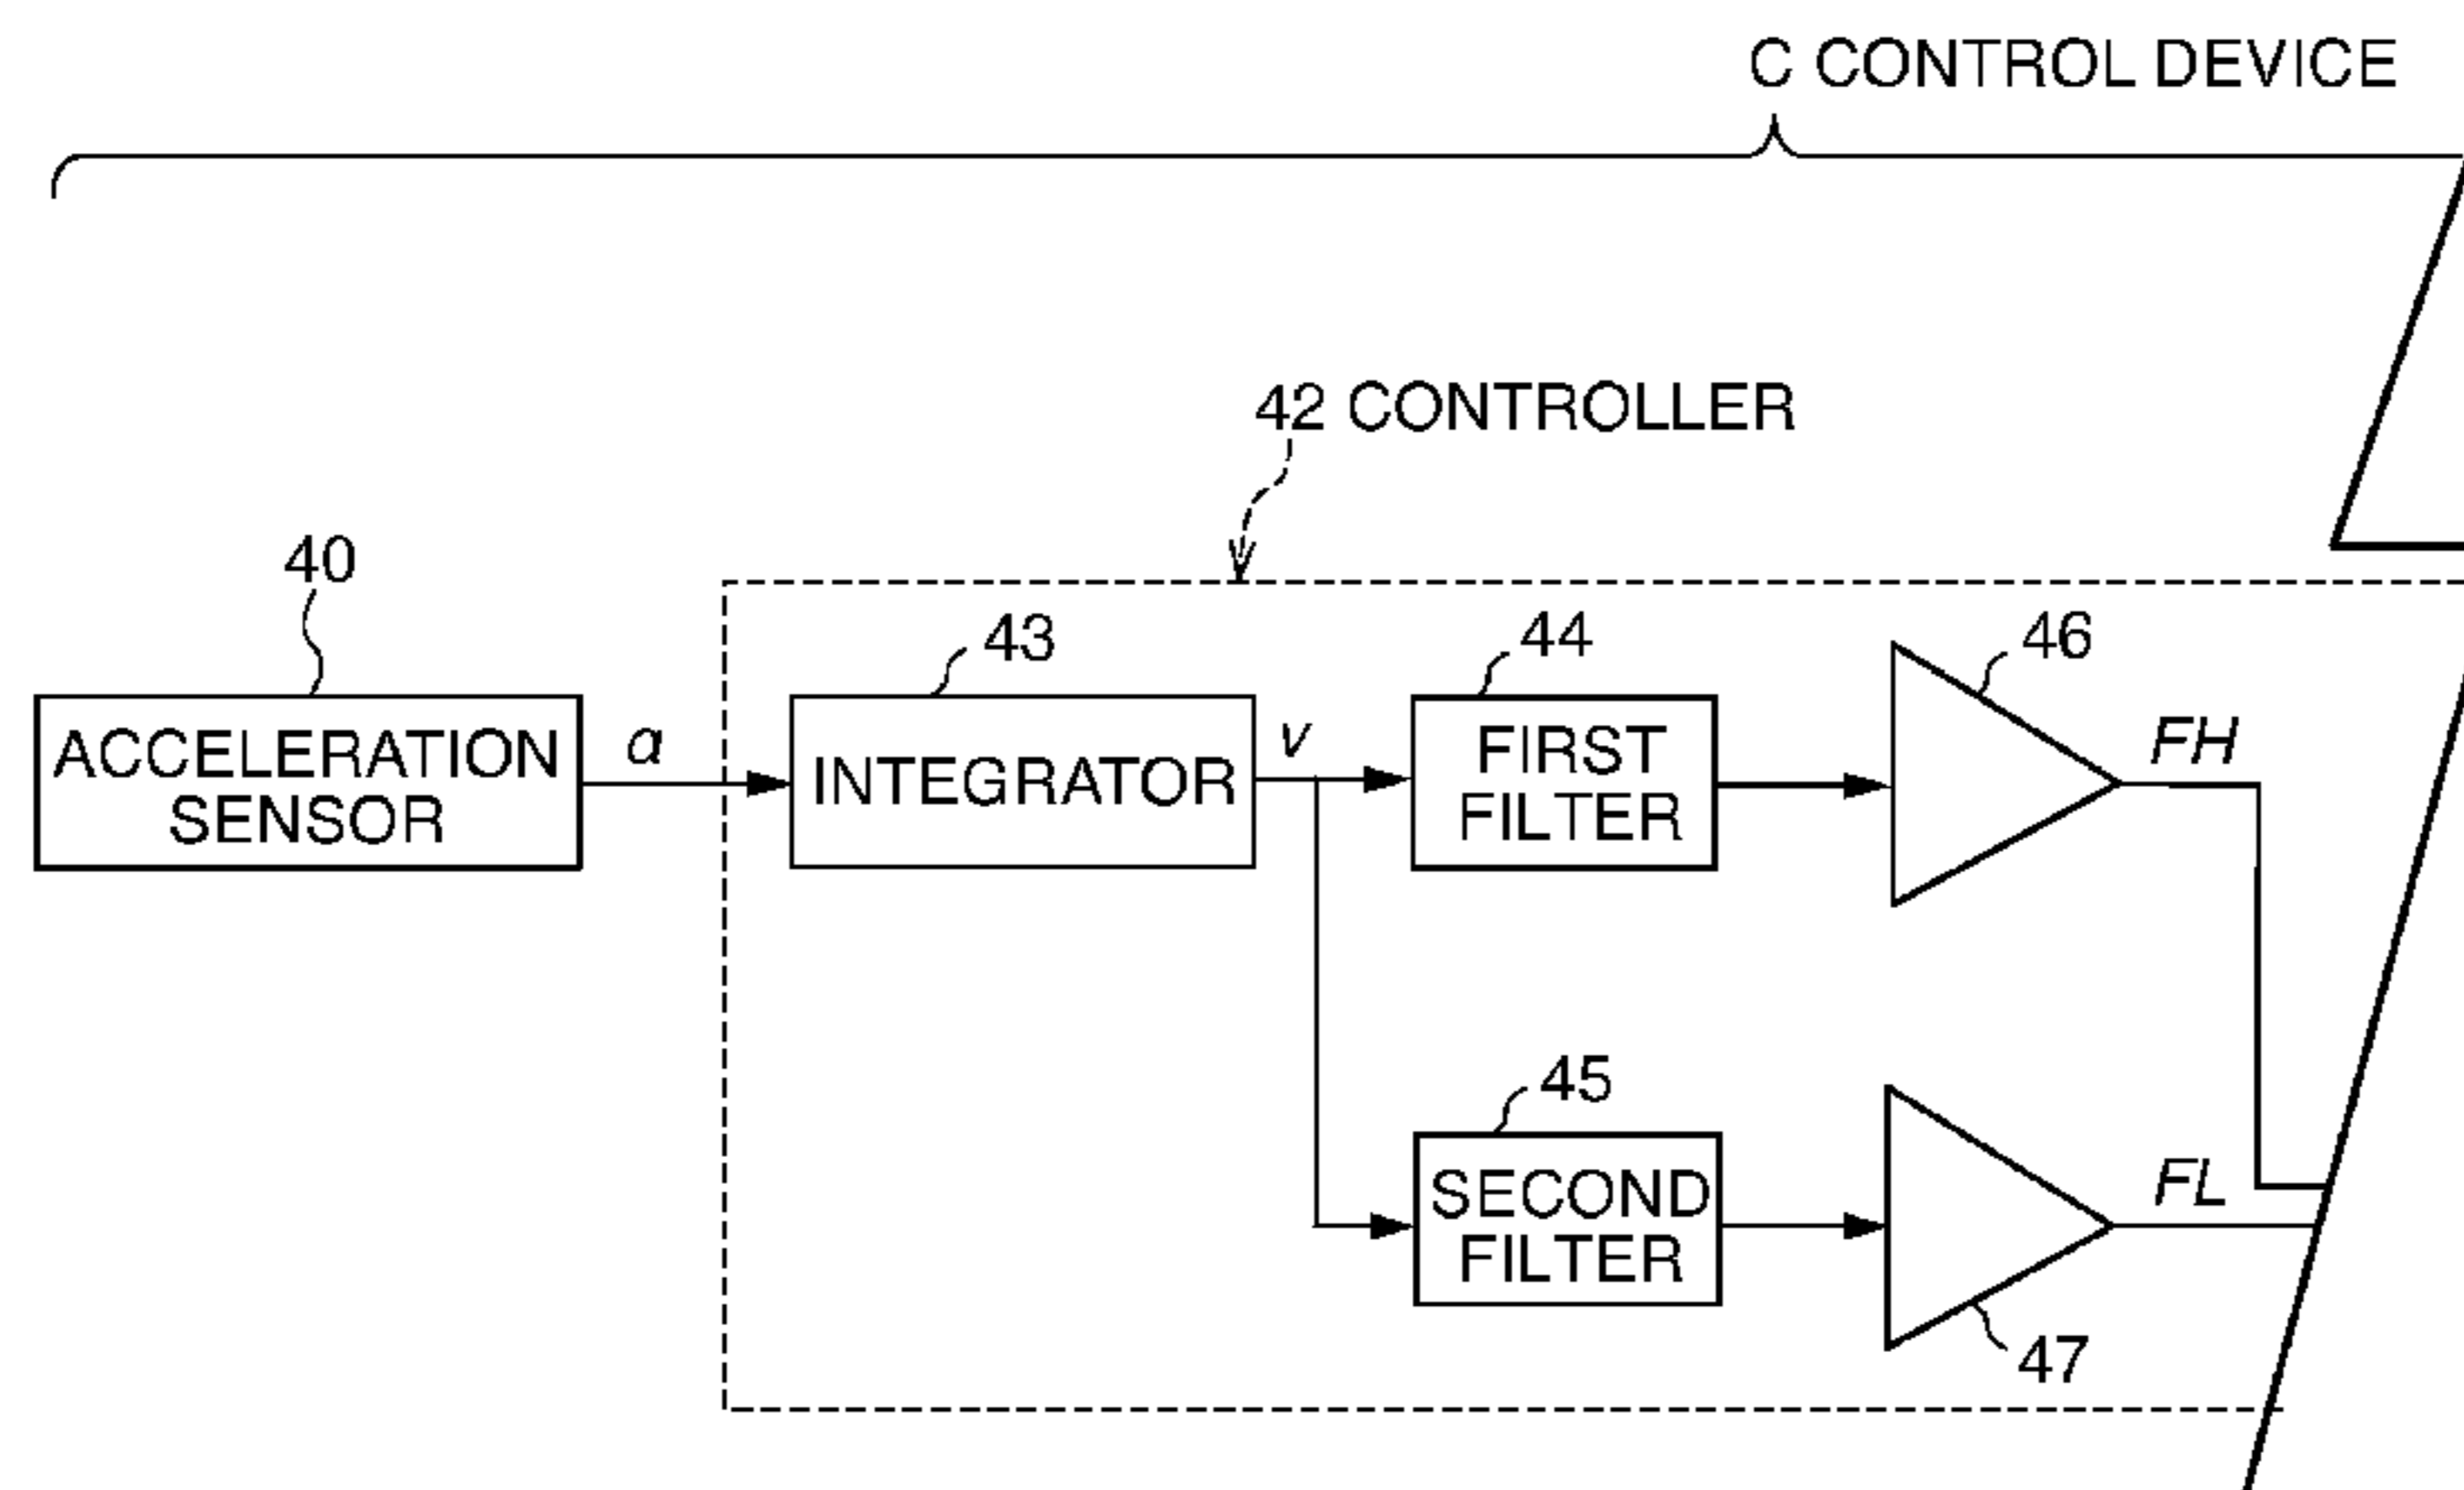 C CONTROL DEVICE
42 CONTROLLER
40
43
44
46
ACCELERATION
SENSOR
α
INTEGRATOR
v
FIRST
FILTER
FH
45
SECOND
FILTER
FL
47